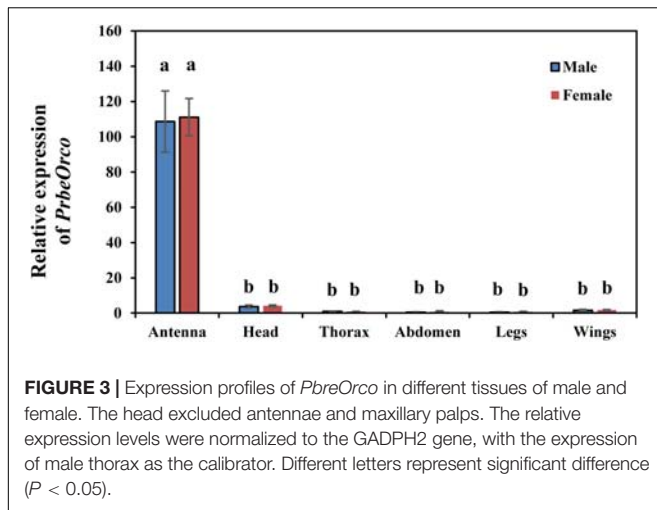 160
140
120
100
80
60
40
20
0
Relative expression
of PrbeOrco
a a
b b
b b
b b
b b
b b
Male
Female
Antenna Head Thorax Abdomen Legs Wings
FIGURE 3 | Expression profiles of PbreOrco in different tissues of male and
female. The head excluded antennae and maxillary palps. The relative
expression levels were normalized to the GADPH2 gene, with the expression
of male thorax as the calibrator. Different letters represent significant difference
(P < 0.05).